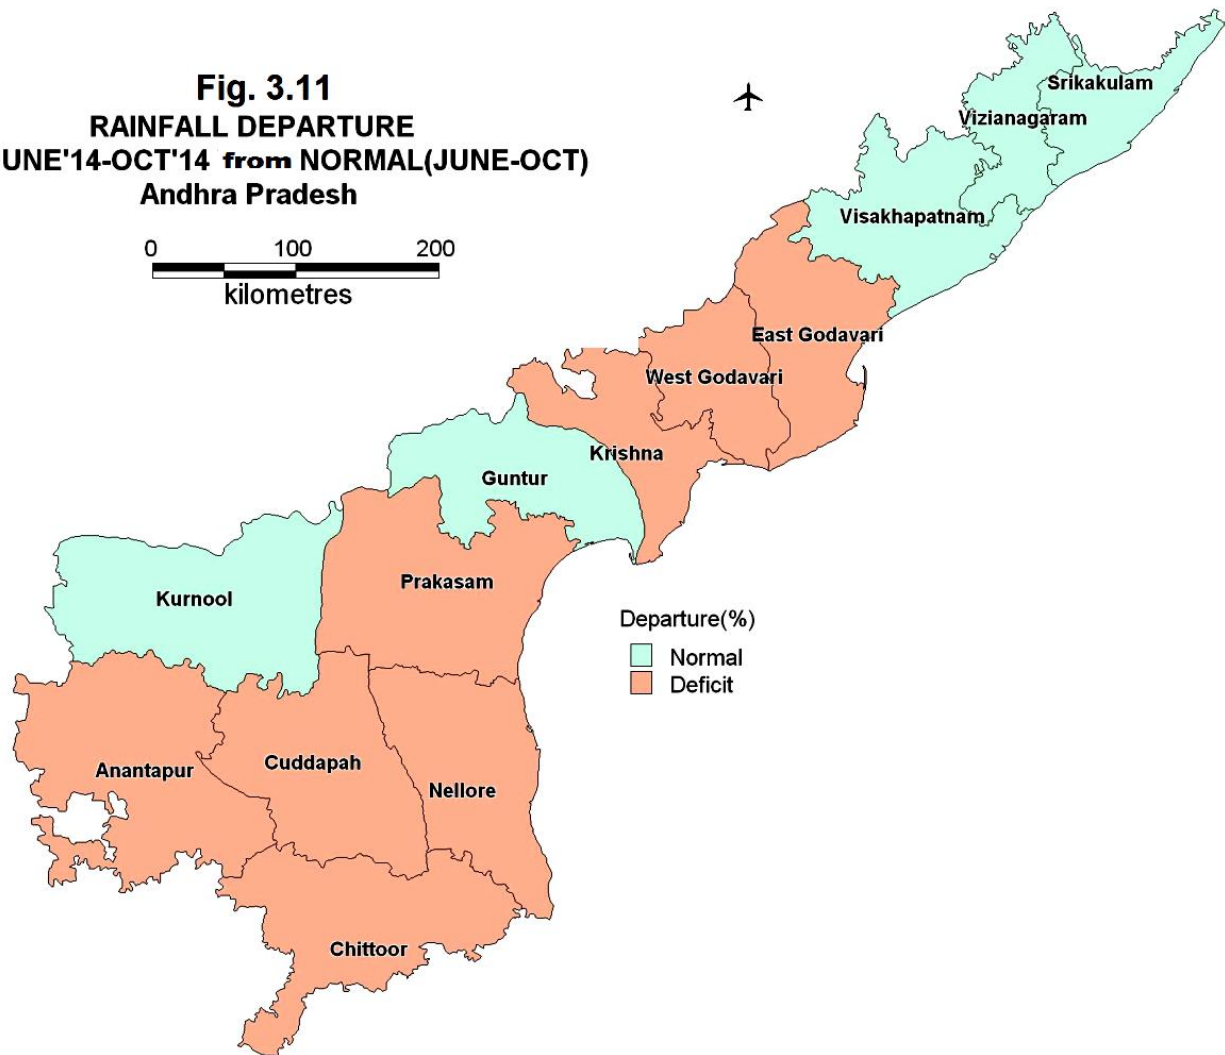 Fig. 3.11
RAINFALL DEPARTURE
UNE'14-OCT'14 from NORMAL(JUNE-OCT)
Andhra Pradesh
0 100 200
kilometres
Srikakulam
Vizianagaram
Visakhapatnam
East Godavari
West Godavari
Krishna
Guntur
Prakasam
Kurnool
Departure(%)
Normal
Deficit
Anantapur
Cuddapah
Nellore
Chittoor